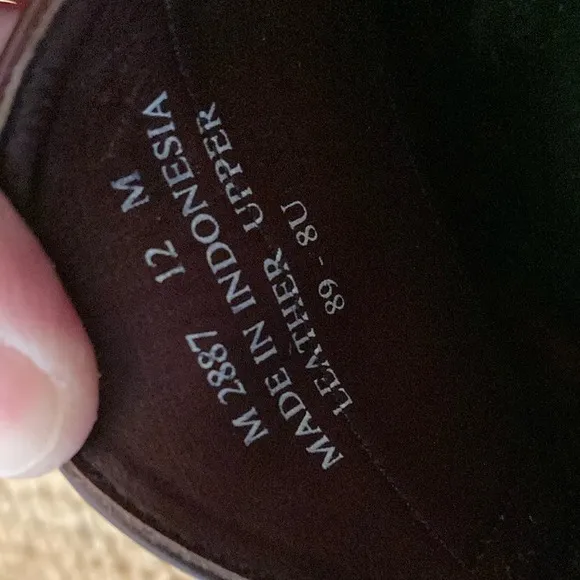 M 2887 12 M
MADE IN INDONESIA
LEATHER UPPER
89 - 8U